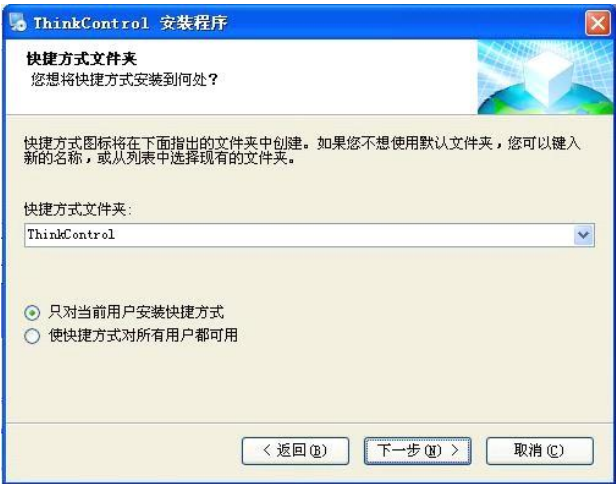 ThinkControl 安装程序
快捷方式文件夹
您想将快捷方式安装到何处?
快捷方式图标将在下面指出的文件夹中创建。如果您不想使用默认文件夹,您可以键入
新的名称,或从列表中选择现有的文件夹。
快捷方式文件夹:
ThinkControl
只对当前用户安装快捷方式
使快捷方式对所有用户都可用
< 返回(B)
下一步(N) >
取消(C)